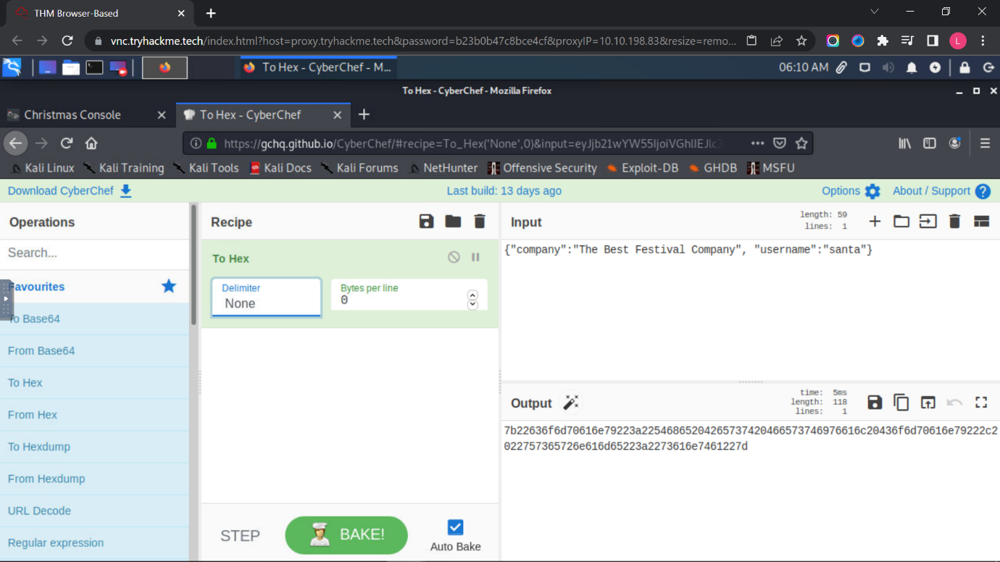 THM Browser-Based
vnc.tryhackme.tech/index.html?host=proxy.tryhackme.tech&password=b23b0b47c8bce4cf&proxyIP=10.10.198.83&resize=remo...
L
To Hex - CyberChef - M...
06:10 AM
To Hex - CyberChef - Mozilla Firefox
Christmas Console
To Hex - CyberChef
https://gchq.github.io/CyberChef/#recipe=To_Hex('None',0)&input=eyJjb21wYW55IjoiVGhlIEJlc3
Kali Linux Kali Training Kali Tools Kali Docs Kali Forums NetHunter Offensive Security Exploit-DB GHDB MSFU
Download CyberChef
Last build: 13 days ago
Options About / Support
Operations
Search...
Favourites
To Base64
From Base64
To Hex
From Hex
To Hexdump
From Hexdump
URL Decode
Regular expression
Recipe
To Hex
Delimiter
None
Bytes per line
0
STEP
BAKE!
Auto Bake
Input
length: 59
lines: 1
{"company":"The Best Festival Company", "username":"santa"}
Output
time: 5ms
length: 118
lines: 1
7b22636f6d70616e79223a2254686520426573742046657374976616c20436f6d70616e79222c2
022757365726e616d65223a2273616e7461227d